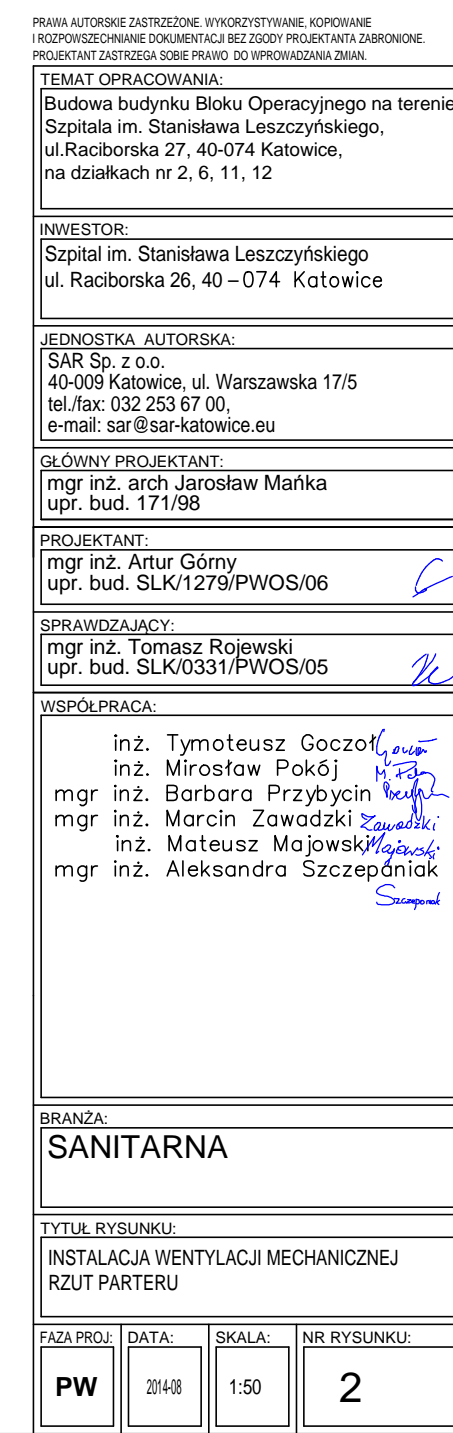 PRAWA AUTORSKIE ZASTRZEŻONE. WYKORZYSTYWANIE, KOPIOWANIE
I ROZPOWSZECHNIANIE DOKUMENTACJI BEZ ZGODY PROJEKTANTA ZABRONIONE.
PROJEKTANT ZASTRZEGA SOBIE PRAWO DO WPROWADZANIA ZMIAN.
TEMAT OPRACOWANIA:
Budowa budynku Bloku Operacyjnego na terenie
Szpitala im. Stanisława Leszczyńskiego,
ul.Raciborska 27, 40-074 Katowice,
na działkach nr 2, 6, 11, 12
INWESTOR:
Szpital im. Stanisława Leszczyńskiego
ul. Raciborska 26, 40 – 074 Katowice
JEDNOSTKA AUTORSKA:
SAR Sp. z o.o.
40-009 Katowice, ul. Warszawska 17/5
tel./fax: 032 253 67 00,
e-mail: sar@sar-katowice.eu
GŁÓWNY PROJEKTANT:
mgr inż. arch Jarosław Mańka
upr. bud. 171/98
PROJEKTANT:
mgr inż. Artur Górny
upr. bud. SLK/1279/PWOS/06
SPRAWDZAJĄCY:
mgr inż. Tomasz Rojewski
upr. bud. SLK/0331/PWOS/05
WSPÓŁPRACA:
inż. Tymoteusz Goczoł
inż. Mirosław Pokój
mgr inż. Barbara Przybycin
mgr inż. Marcin Zawadzki Zawadzki
inż. Mateusz Majowski Majowski
mgr inż. Aleksandra Szczepaniak
Szczepaniak
BRANŻA:
SANITARNA
TYTUŁ RYSUNKU:
INSTALACJA WENTYLACJI MECHANICZNEJ
RZUT PARTERU
FAZA PROJ: DATA: SKALA: NR RYSUNKU:
PW 2014-08 1:50 2